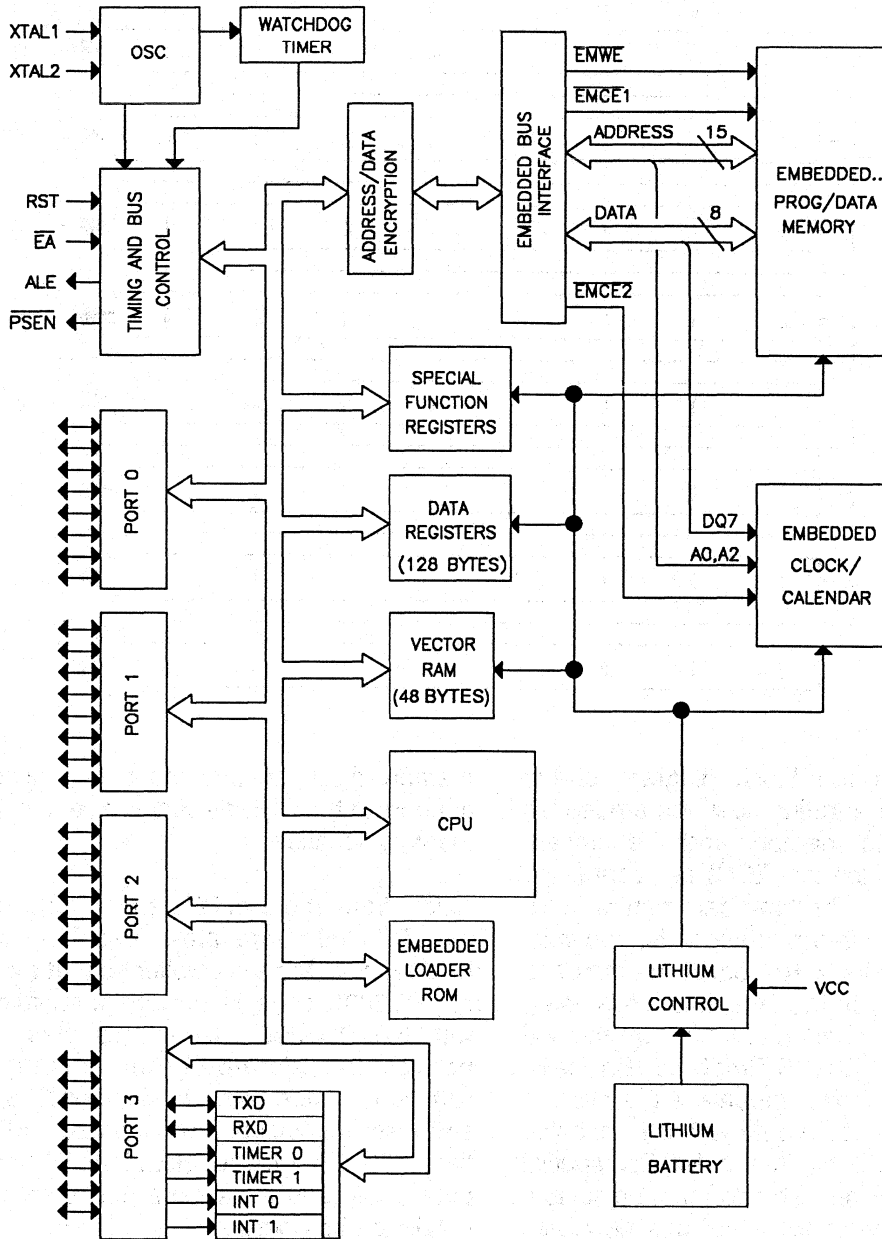 XTAL1
XTAL2
OSC
WATCHDOG
TIMER
RST
EA
ALE
PSEN
TIMING AND BUS
CONTROL
ADDRESS/DATA
ENCRYPTION
EMBEDDED BUS
INTERFACE
EMWE
EMCE1
ADDRESS
15
DATA
8
EMCE2
EMBEDDED..
PROG/DATA
MEMORY
SPECIAL
FUNCTION
REGISTERS
PORT 0
DATA
REGISTERS
(128 BYTES)
DQ7
A0,A2
EMBEDDED
CLOCK/
CALENDAR
PORT 1
VECTOR
RAM
(48 BYTES)
CPU
PORT 2
EMBEDDED
LOADER
ROM
LITHIUM
CONTROL
VCC
PORT 3
TXD
RXD
TIMER 0
TIMER 1
INT 0
INT 1
LITHIUM
BATTERY